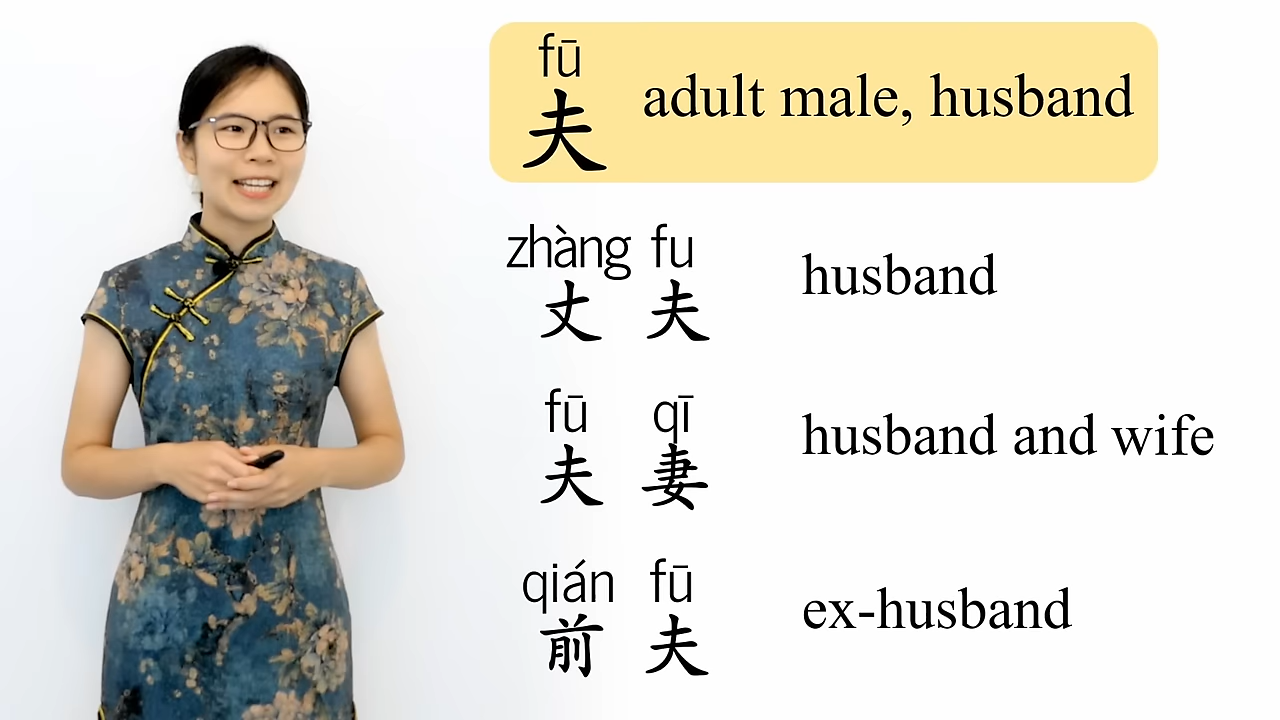 fū
夫 adult male, husband
zhàng fu
丈 夫 husband
fū qī
夫 妻 husband and wife
qián fū
前 夫 ex-husband